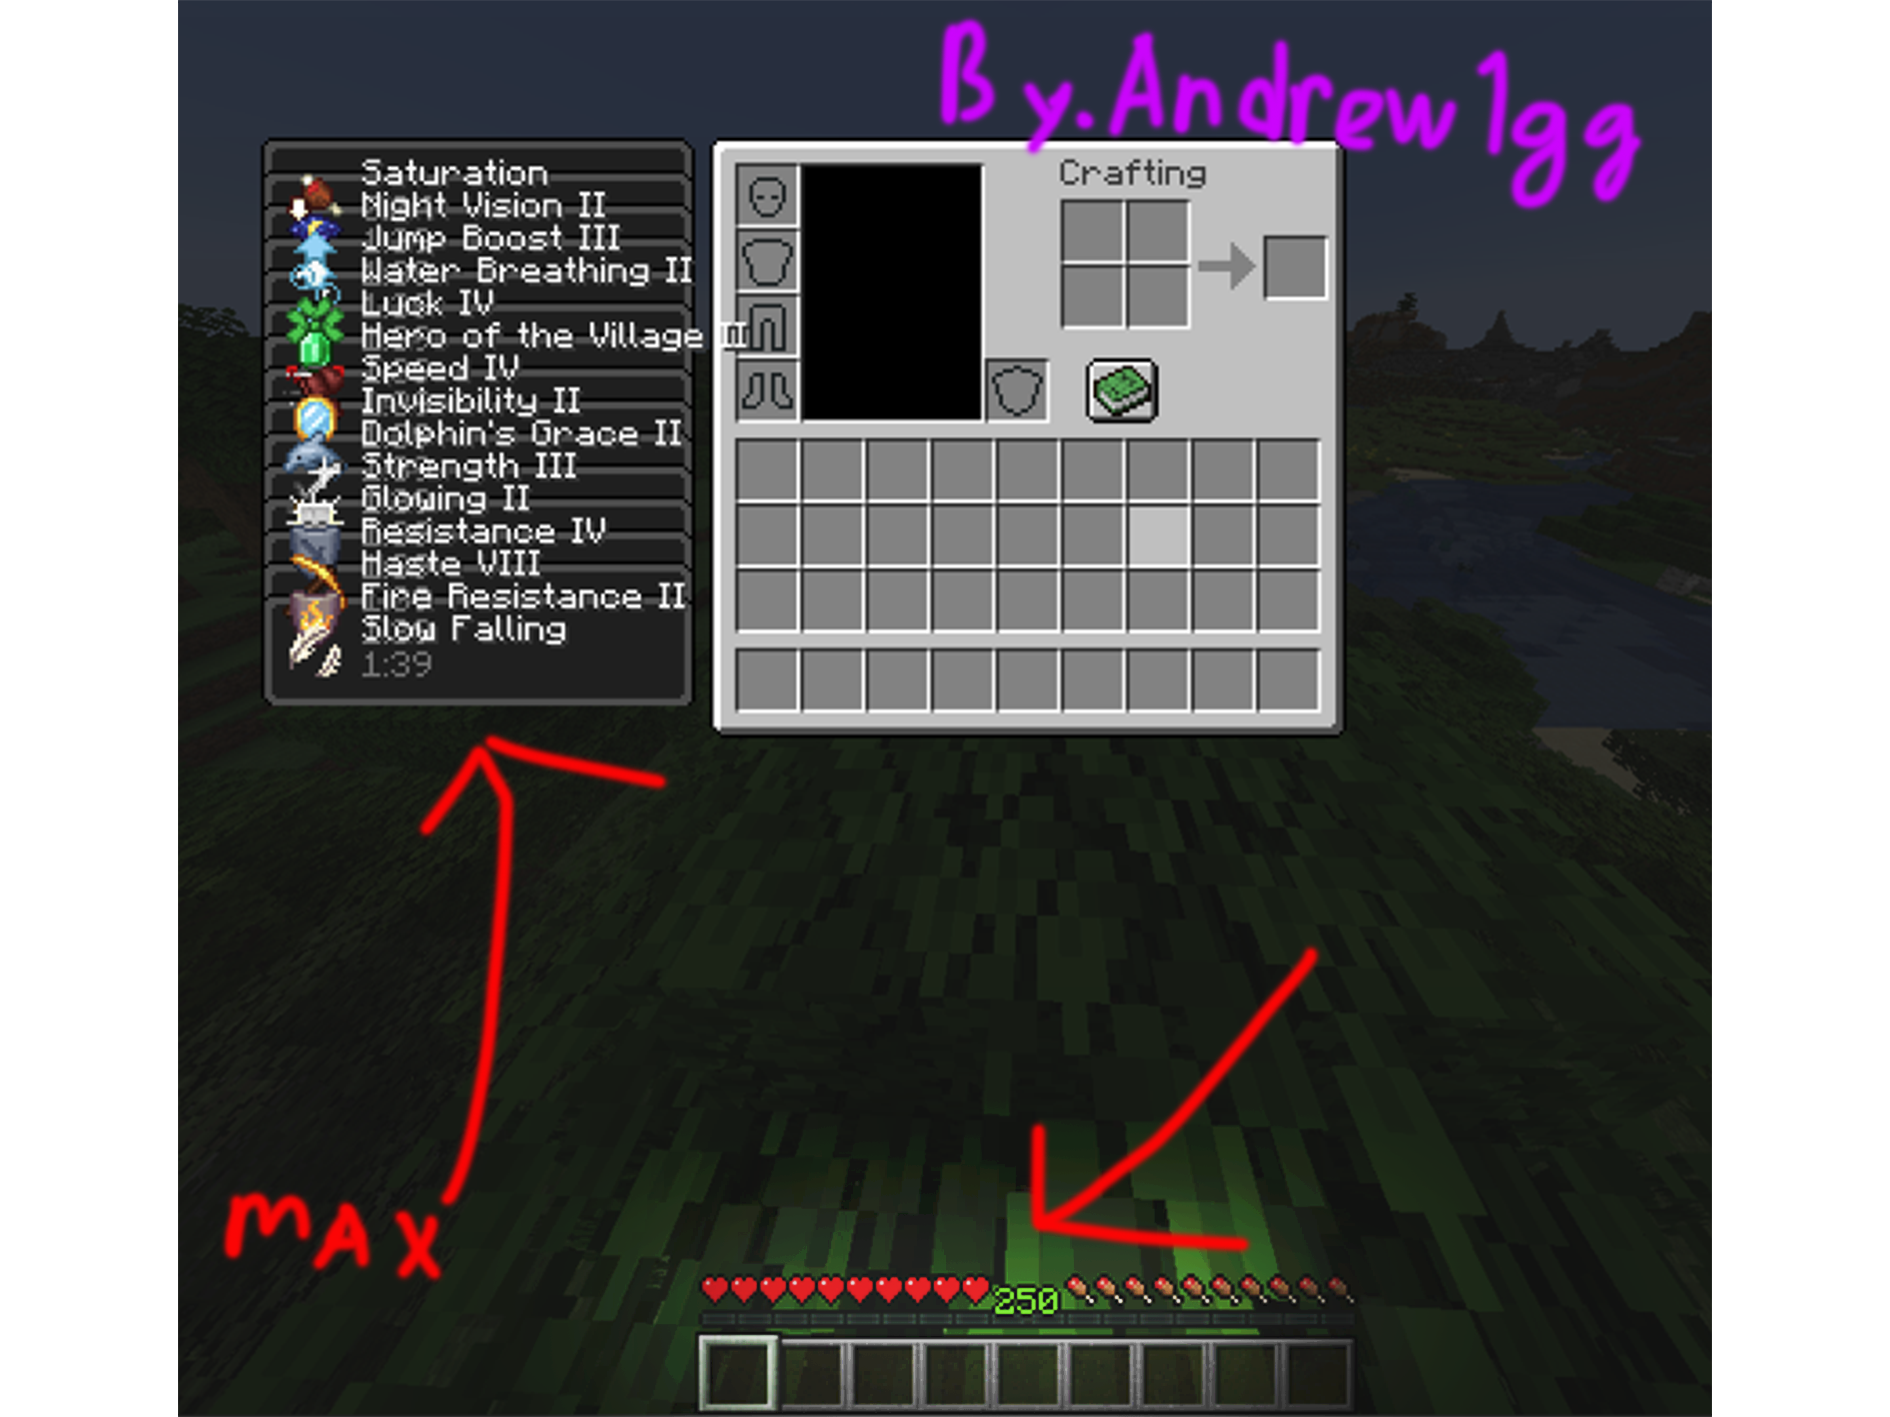 By.Andrew1gg
Saturation
Night Vision II
Jump Boost III
Water Breathing II
Luck IV
Hero of the Village II
Speed IV
Invisibility II
Dolphin's Grace II
Strength III
Glowing II
Resistance IV
Haste VIII
Fire Resistance II
Slow Falling
1:39
Crafting
MAX
250